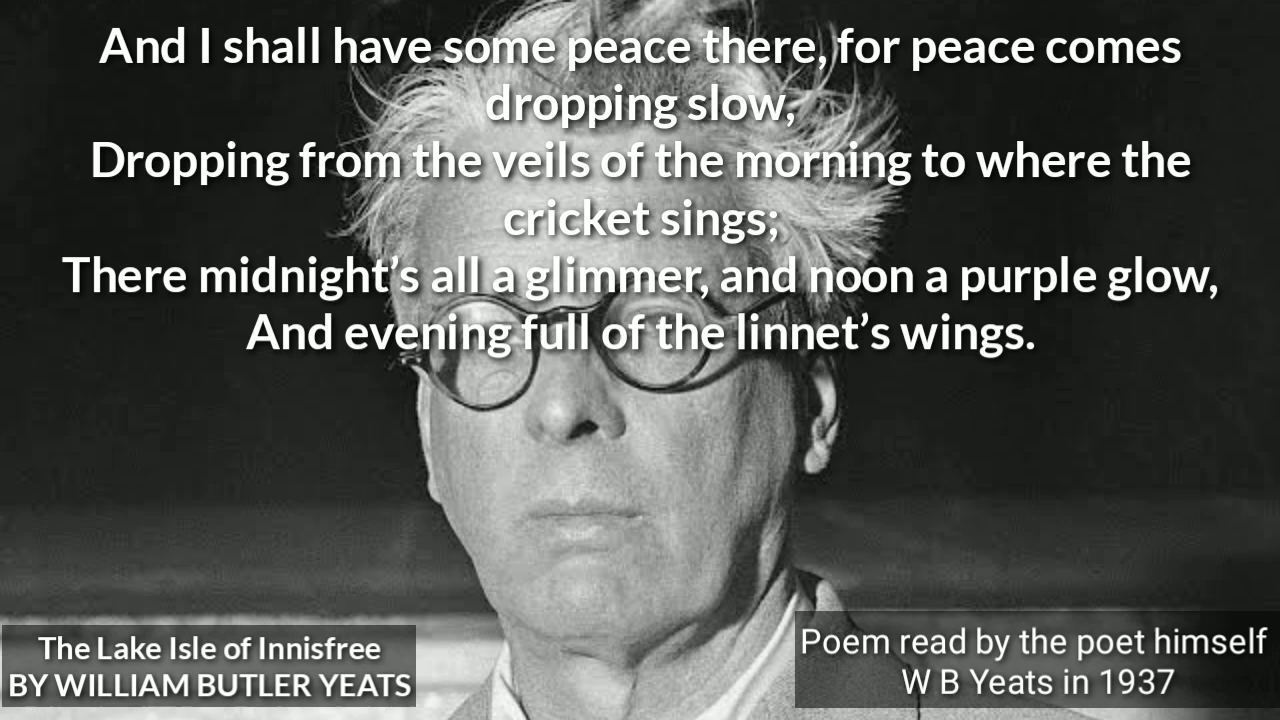 And I shall have some peace there, for peace comes
dropping slow,
Dropping from the veils of the morning to where the
cricket sings;
There midnight’s all a glimmer, and noon a purple glow,
And evening full of the linnet’s wings.
The Lake Isle of Innisfree
BY WILLIAM BUTLER YEATS
Poem read by the poet himself
W B Yeats in 1937